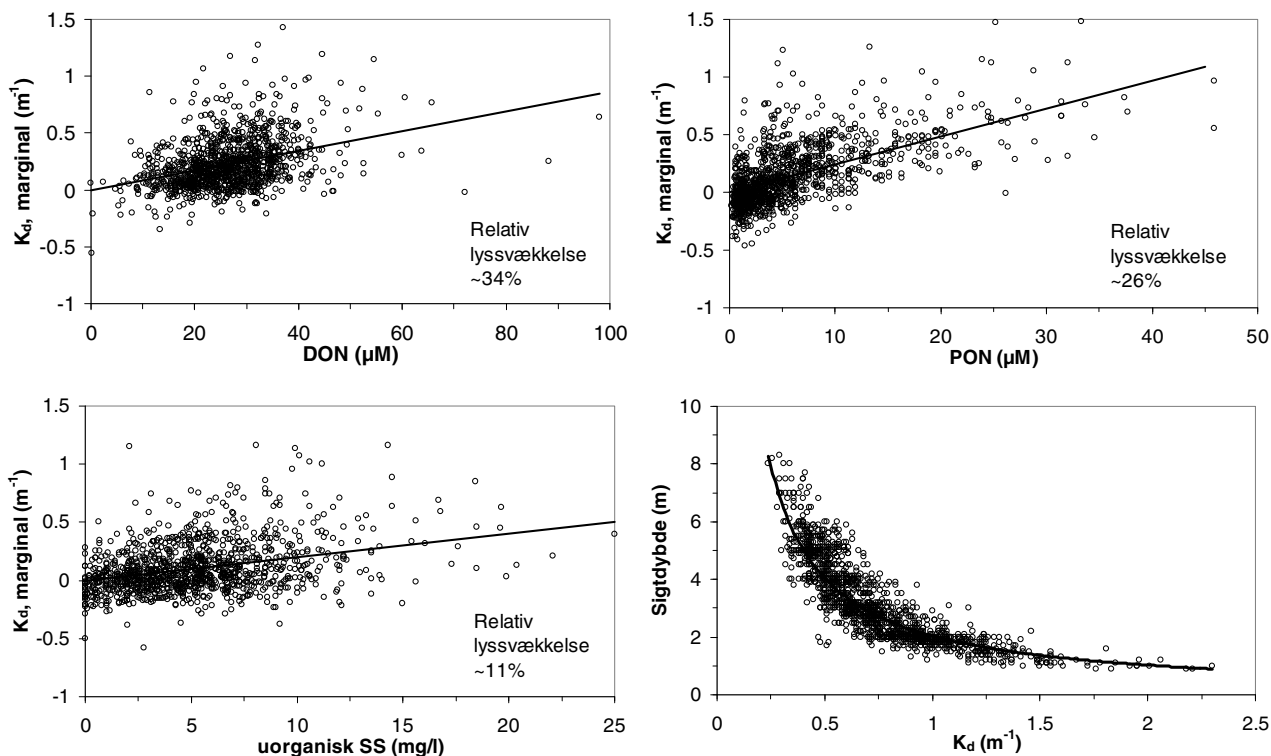 1.5
1
0.5
0
-0.5
-1
Kd, marginal (m-1)
0 20 40 60 80 100
DON (µM)
Relativ
lyssvækkelse
~34%
1.5
1
0.5
0
-0.5
-1
Kd, marginal (m-1)
0 10 20 30 40 50
PON (µM)
Relativ
lyssvækkelse
~26%
1.5
1
0.5
0
-0.5
-1
Kd, marginal (m-1)
0 5 10 15 20 25
uorganisk SS (mg/l)
Relativ
lyssvækkelse
~11%
10
8
6
4
2
0
Sigtdybde (m)
0 0.5 1 1.5 2 2.5
Kd (m-1)